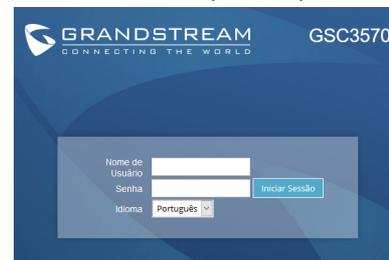 GRANDSTREAM
CONNECTING THE WORLD
GSC3570
Nome de
Usuário
Senha
Iniciar Sessão
Idioma
Português